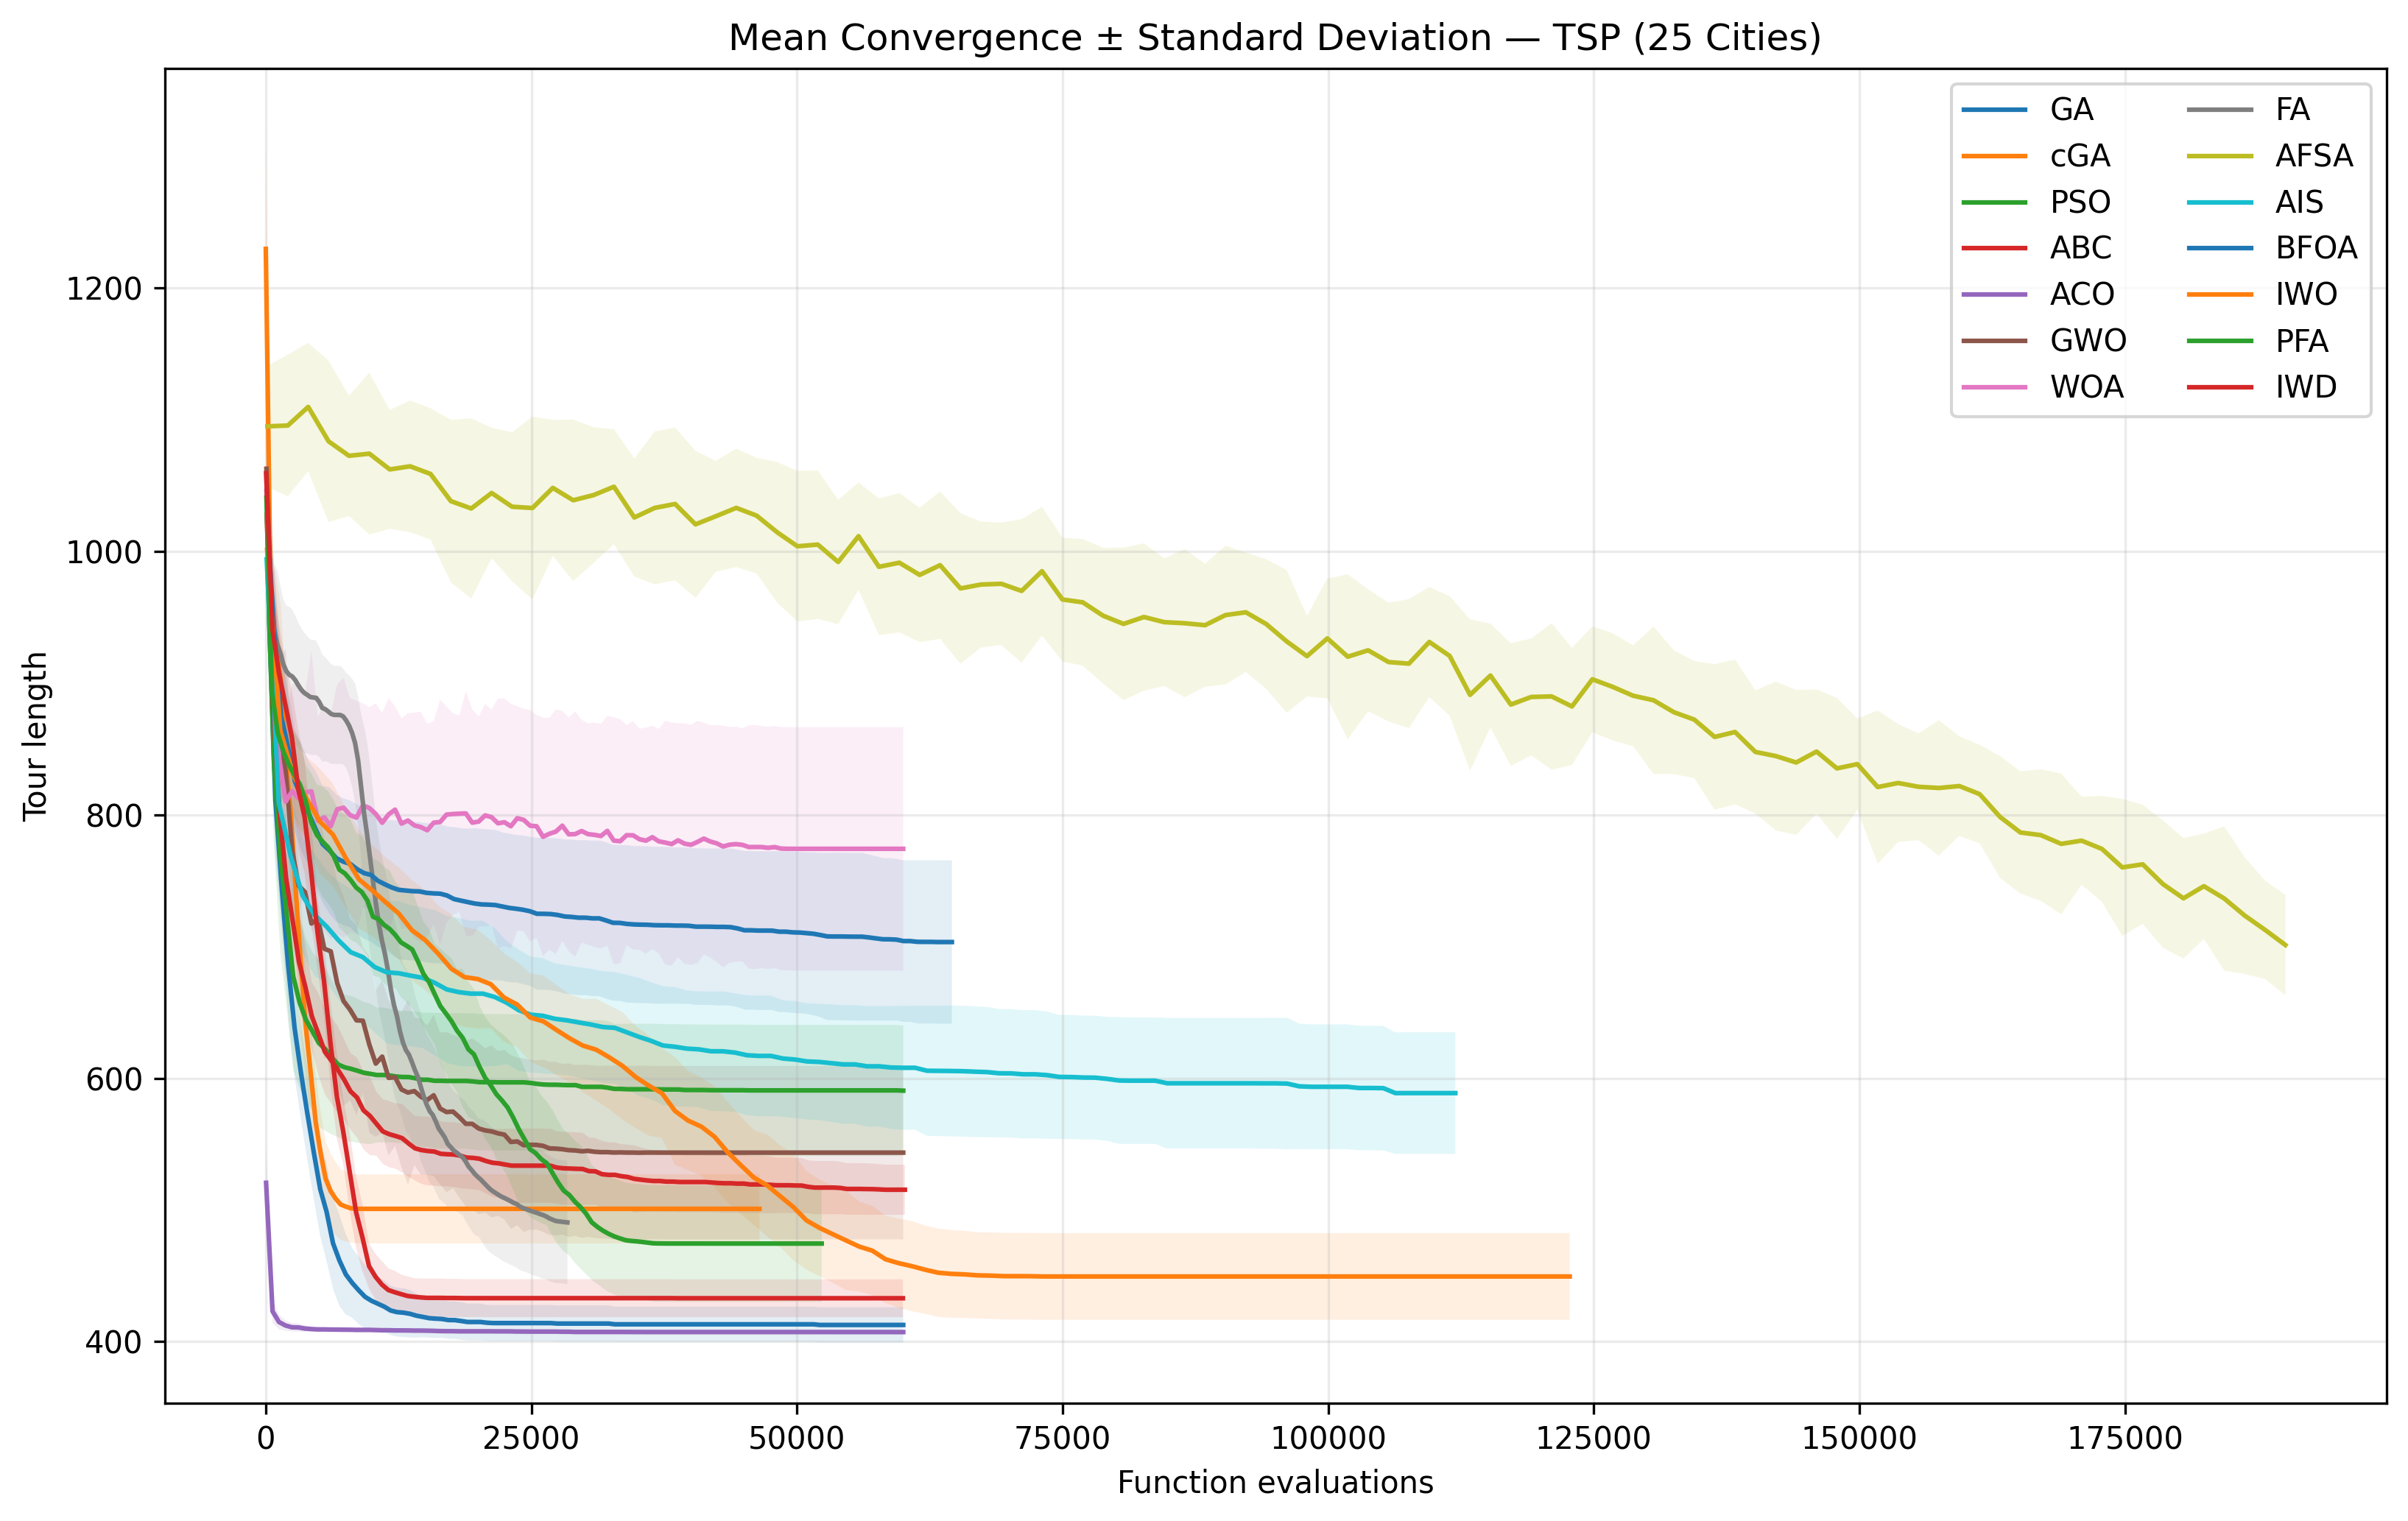 Mean Convergence ± Standard Deviation — TSP (25 Cities)
GA
cGA
PSO
ABC
ACO
GWO
WOA
FA
AFSA
AIS
BFOA
IWO
PFA
IWD
Tour length
1200
1000
800
600
400
0
25000
50000
75000
100000
125000
150000
175000
Function evaluations